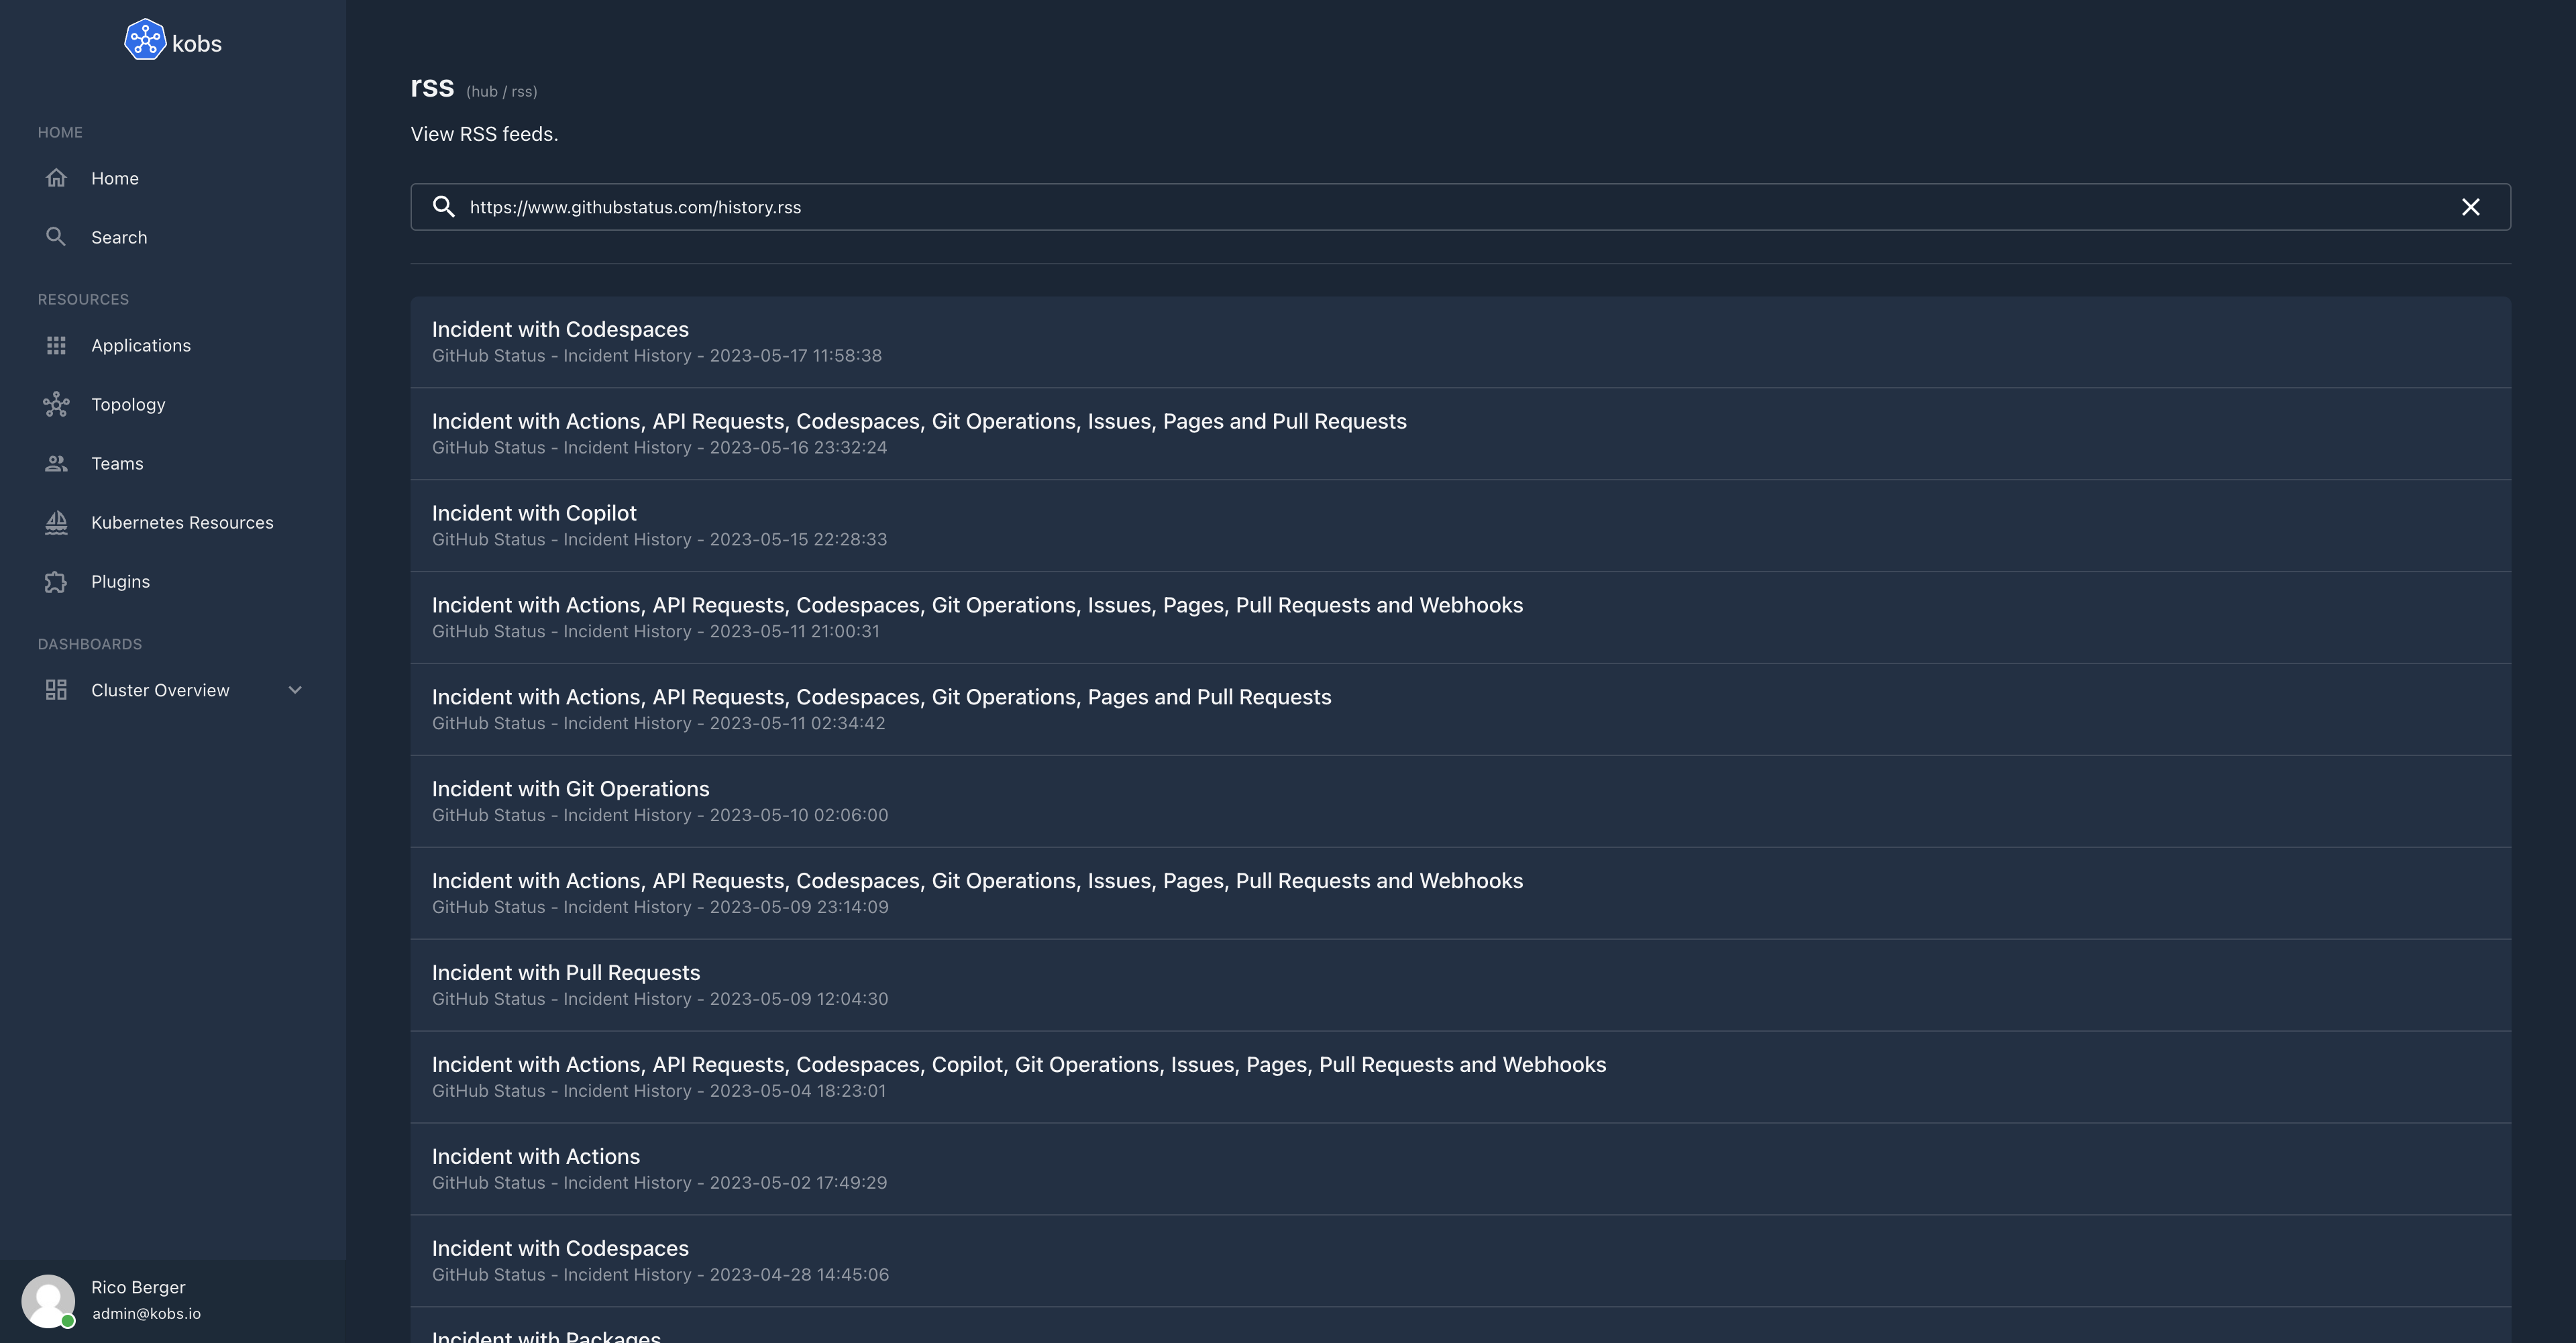 kobs
HOME
Home
Search
RESOURCES
Applications
Topology
Teams
Kubernetes Resources
Plugins
DASHBOARDS
Cluster Overview
Rico Berger
admin@kobs.io
rss (hub / rss)
View RSS feeds.
https://www.githubstatus.com/history.rss
Incident with Codespaces
GitHub Status - Incident History - 2023-05-17 11:58:38
Incident with Actions, API Requests, Codespaces, Git Operations, Issues, Pages and Pull Requests
GitHub Status - Incident History - 2023-05-16 23:32:24
Incident with Copilot
GitHub Status - Incident History - 2023-05-15 22:28:33
Incident with Actions, API Requests, Codespaces, Git Operations, Issues, Pages, Pull Requests and Webhooks
GitHub Status - Incident History - 2023-05-11 21:00:31
Incident with Actions, API Requests, Codespaces, Git Operations, Pages and Pull Requests
GitHub Status - Incident History - 2023-05-11 02:34:42
Incident with Git Operations
GitHub Status - Incident History - 2023-05-10 02:06:00
Incident with Actions, API Requests, Codespaces, Git Operations, Issues, Pages, Pull Requests and Webhooks
GitHub Status - Incident History - 2023-05-09 23:14:09
Incident with Pull Requests
GitHub Status - Incident History - 2023-05-09 12:04:30
Incident with Actions, API Requests, Codespaces, Copilot, Git Operations, Issues, Pages, Pull Requests and Webhooks
GitHub Status - Incident History - 2023-05-04 18:23:01
Incident with Actions
GitHub Status - Incident History - 2023-05-02 17:49:29
Incident with Codespaces
GitHub Status - Incident History - 2023-04-28 14:45:06
Incident with Packages